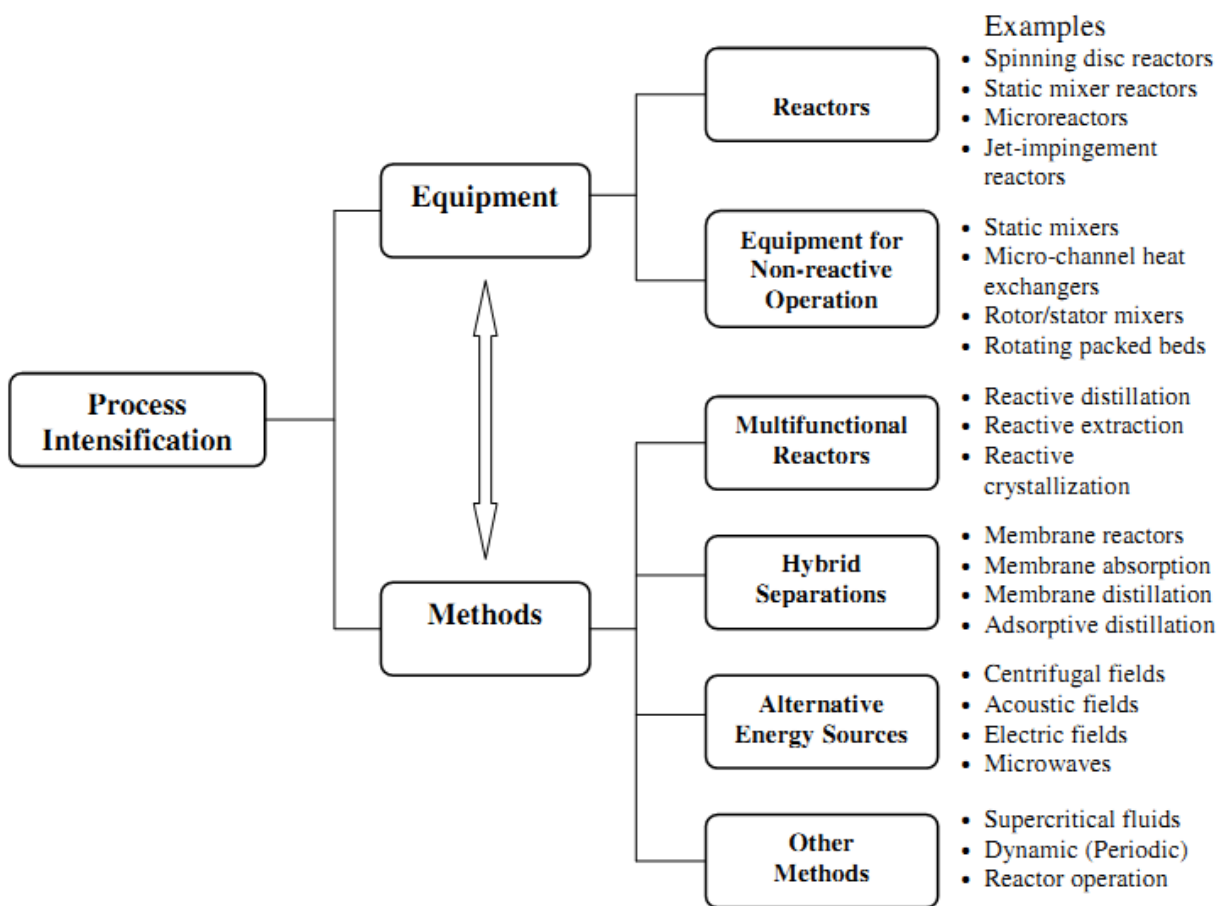 Examples
Process
Intensification
Equipment
Reactors
• Spinning disc reactors
• Static mixer reactors
• Microreactors
• Jet-impingement
reactors
Equipment for
Non-reactive
Operation
• Static mixers
• Micro-channel heat
exchangers
• Rotor/stator mixers
• Rotating packed beds
Methods
Multifunctional
Reactors
• Reactive distillation
• Reactive extraction
• Reactive
crystallization
Hybrid
Separations
• Membrane reactors
• Membrane absorption
• Membrane distillation
• Adsorptive distillation
Alternative
Energy Sources
• Centrifugal fields
• Acoustic fields
• Electric fields
• Microwaves
Other
Methods
• Supercritical fluids
• Dynamic (Periodic)
• Reactor operation